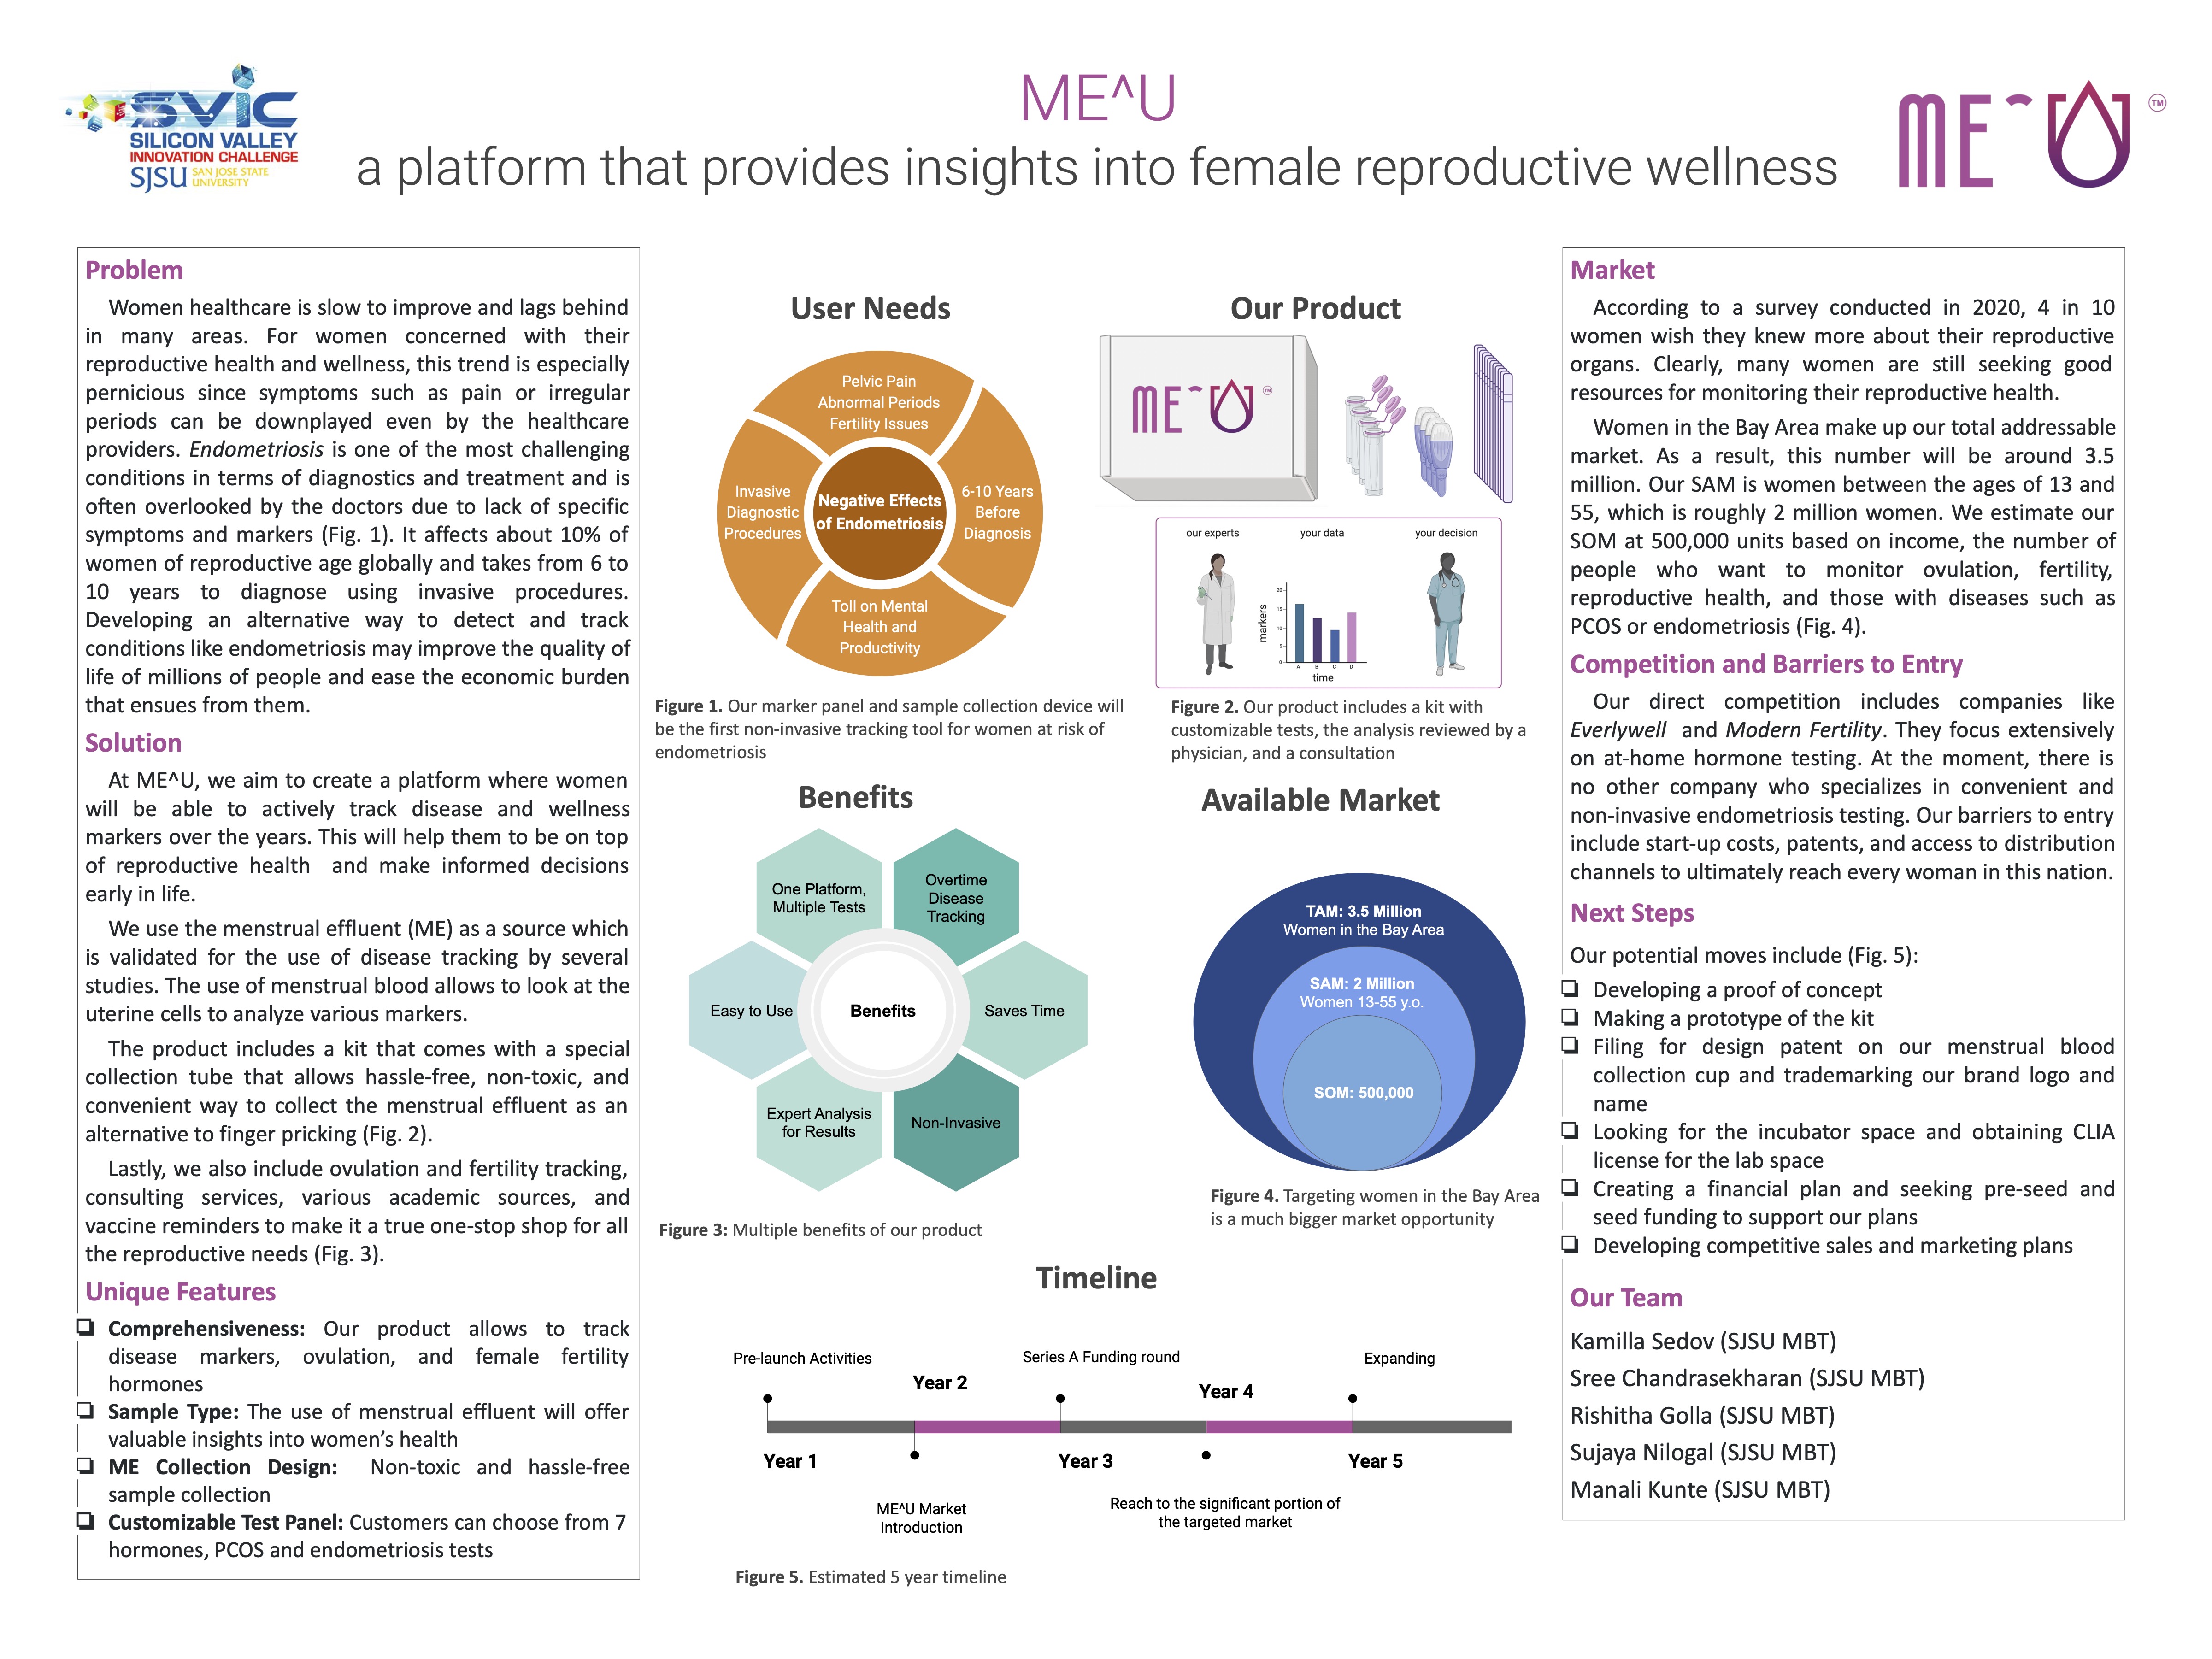 SVIC
SILICON VALLEY
INNOVATION CHALLENGE
SJSU SAN JOSE STATE
UNIVERSITY
ME^U
a platform that provides insights into female reproductive wellness
ME^U TM
Problem
Women healthcare is slow to improve and lags behind
in many areas. For women concerned with their
reproductive health and wellness, this trend is especially
pernicious since symptoms such as pain or irregular
periods can be downplayed even by the healthcare
providers. Endometriosis is one of the most challenging
conditions in terms of diagnostics and treatment and is
often overlooked by the doctors due to lack of specific
symptoms and markers (Fig. 1). It affects about 10% of
women of reproductive age globally and takes from 6 to
10 years to diagnose using invasive procedures.
Developing an alternative way to detect and track
conditions like endometriosis may improve the quality of
life of millions of people and ease the economic burden
that ensues from them.
Solution
At ME^U, we aim to create a platform where women
will be able to actively track disease and wellness
markers over the years. This will help them to be on top
of reproductive health and make informed decisions
early in life.
We use the menstrual effluent (ME) as a source which
is validated for the use of disease tracking by several
studies. The use of menstrual blood allows to look at the
uterine cells to analyze various markers.
The product includes a kit that comes with a special
collection tube that allows hassle-free, non-toxic, and
convenient way to collect the menstrual effluent as an
alternative to finger pricking (Fig. 2).
Lastly, we also include ovulation and fertility tracking,
consulting services, various academic sources, and
vaccine reminders to make it a true one-stop shop for all
the reproductive needs (Fig. 3).
Unique Features
❏ Comprehensiveness: Our product allows to track
disease markers, ovulation, and female fertility
hormones
❏ Sample Type: The use of menstrual effluent will offer
valuable insights into women's health
❏ ME Collection Design: Non-toxic and hassle-free
sample collection
❏ Customizable Test Panel: Customers can choose from 7
hormones, PCOS and endometriosis tests
User Needs
Pelvic Pain
Abnormal Periods
Fertility Issues
Invasive
Diagnostic
Procedures
Negative Effects
of Endometriosis
6-10 Years
Before
Diagnosis
Toll on Mental
Health and
Productivity
Figure 1. Our marker panel and sample collection device will
be the first non-invasive tracking tool for women at risk of
endometriosis
Our Product
ME^U TM
our experts
your data
your decision
markers
20
15
10
5
0
A B C D
time
Figure 2. Our product includes a kit with
customizable tests, the analysis reviewed by a
physician, and a consultation
Benefits
One Platform,
Multiple Tests
Overtime
Disease
Tracking
Easy to Use
Benefits
Saves Time
Expert Analysis
for Results
Non-Invasive
Figure 3: Multiple benefits of our product
Available Market
TAM: 3.5 Million
Women in the Bay Area
SAM: 2 Million
Women 13-55 y.o.
SOM: 500,000
Figure 4. Targeting women in the Bay Area
is a much bigger market opportunity
Timeline
Pre-launch Activities
Year 2
Series A Funding round
Year 4
Expanding
Year 1
Year 3
Year 5
ME^U Market
Introduction
Reach to the significant portion of
the targeted market
Figure 5. Estimated 5 year timeline
Market
According to a survey conducted in 2020, 4 in 10
women wish they knew more about their reproductive
organs. Clearly, many women are still seeking good
resources for monitoring their reproductive health.
Women in the Bay Area make up our total addressable
market. As a result, this number will be around 3.5
million. Our SAM is women between the ages of 13 and
55, which is roughly 2 million women. We estimate our
SOM at 500,000 units based on income, the number of
people who want to monitor ovulation, fertility,
reproductive health, and those with diseases such as
PCOS or endometriosis (Fig. 4).
Competition and Barriers to Entry
Our direct competition includes companies like
Everlywell and Modern Fertility. They focus extensively
on at-home hormone testing. At the moment, there is
no other company who specializes in convenient and
non-invasive endometriosis testing. Our barriers to entry
include start-up costs, patents, and access to distribution
channels to ultimately reach every woman in this nation.
Next Steps
Our potential moves include (Fig. 5):
❏ Developing a proof of concept
❏ Making a prototype of the kit
❏ Filing for design patent on our menstrual blood
collection cup and trademarking our brand logo and
name
❏ Looking for the incubator space and obtaining CLIA
license for the lab space
❏ Creating a financial plan and seeking pre-seed and
seed funding to support our plans
❏ Developing competitive sales and marketing plans
Our Team
Kamilla Sedov (SJSU MBT)
Sree Chandrasekharan (SJSU MBT)
Rishitha Golla (SJSU MBT)
Sujaya Nilogal (SJSU MBT)
Manali Kunte (SJSU MBT)